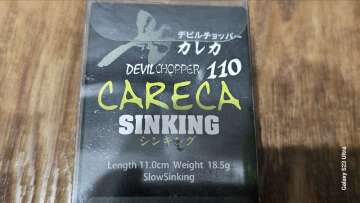 デビルチョッパー
カレカ
DEVILCHOPPER 110
CARECA
SINKING
シンキング
Length 11.0cm Weight 18.5g
SlowSinking
Galaxy S23 Ultra